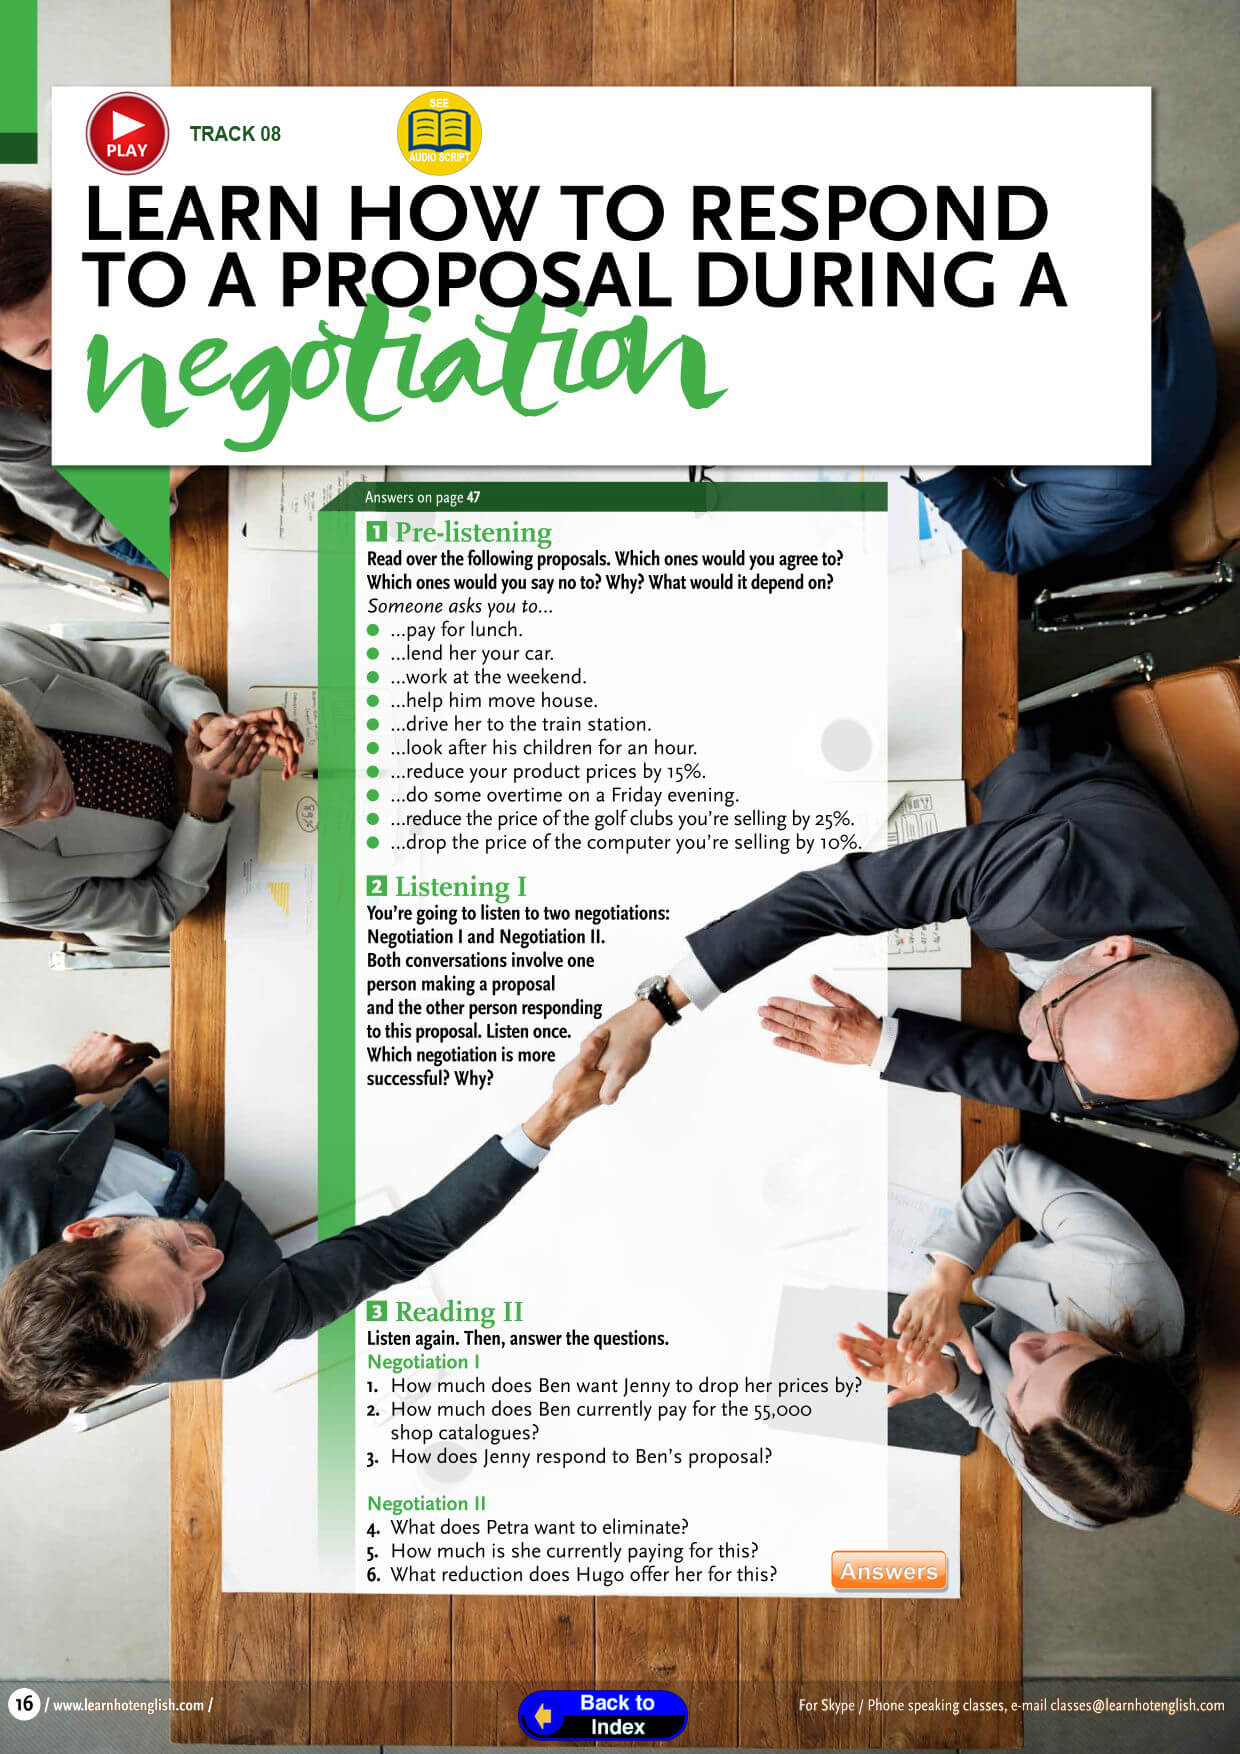 PLAY
TRACK 08
SEE
AUDIO SCRIPT
LEARN HOW TO RESPOND
TO A PROPOSAL DURING A
negotiation
Answers on page 47
1 Pre-listening
Read over the following proposals. Which ones would you agree to?
Which ones would you say no to? Why? What would it depend on?
Someone asks you to…
● …pay for lunch.
● …lend her your car.
● …work at the weekend.
● …help him move house.
● …drive her to the train station.
● …look after his children for an hour.
● …reduce your product prices by 15%.
● …do some overtime on a Friday evening.
● …reduce the price of the golf clubs you’re selling by 25%.
● …drop the price of the computer you’re selling by 10%.
2 Listening I
You’re going to listen to two negotiations:
Negotiation I and Negotiation II.
Both conversations involve one
person making a proposal
and the other person responding
to this proposal. Listen once.
Which negotiation is more
successful? Why?
3 Reading II
Listen again. Then, answer the questions.
Negotiation I
1. How much does Ben want Jenny to drop her prices by?
2. How much does Ben currently pay for the 55,000
shop catalogues?
3. How does Jenny respond to Ben’s proposal?
Negotiation II
4. What does Petra want to eliminate?
5. How much is she currently paying for this?
6. What reduction does Hugo offer her for this?
Answers
16 / www.learnhotenglish.com /
Back to
Index
For Skype / Phone speaking classes, e-mail classes@learnhotenglish.com